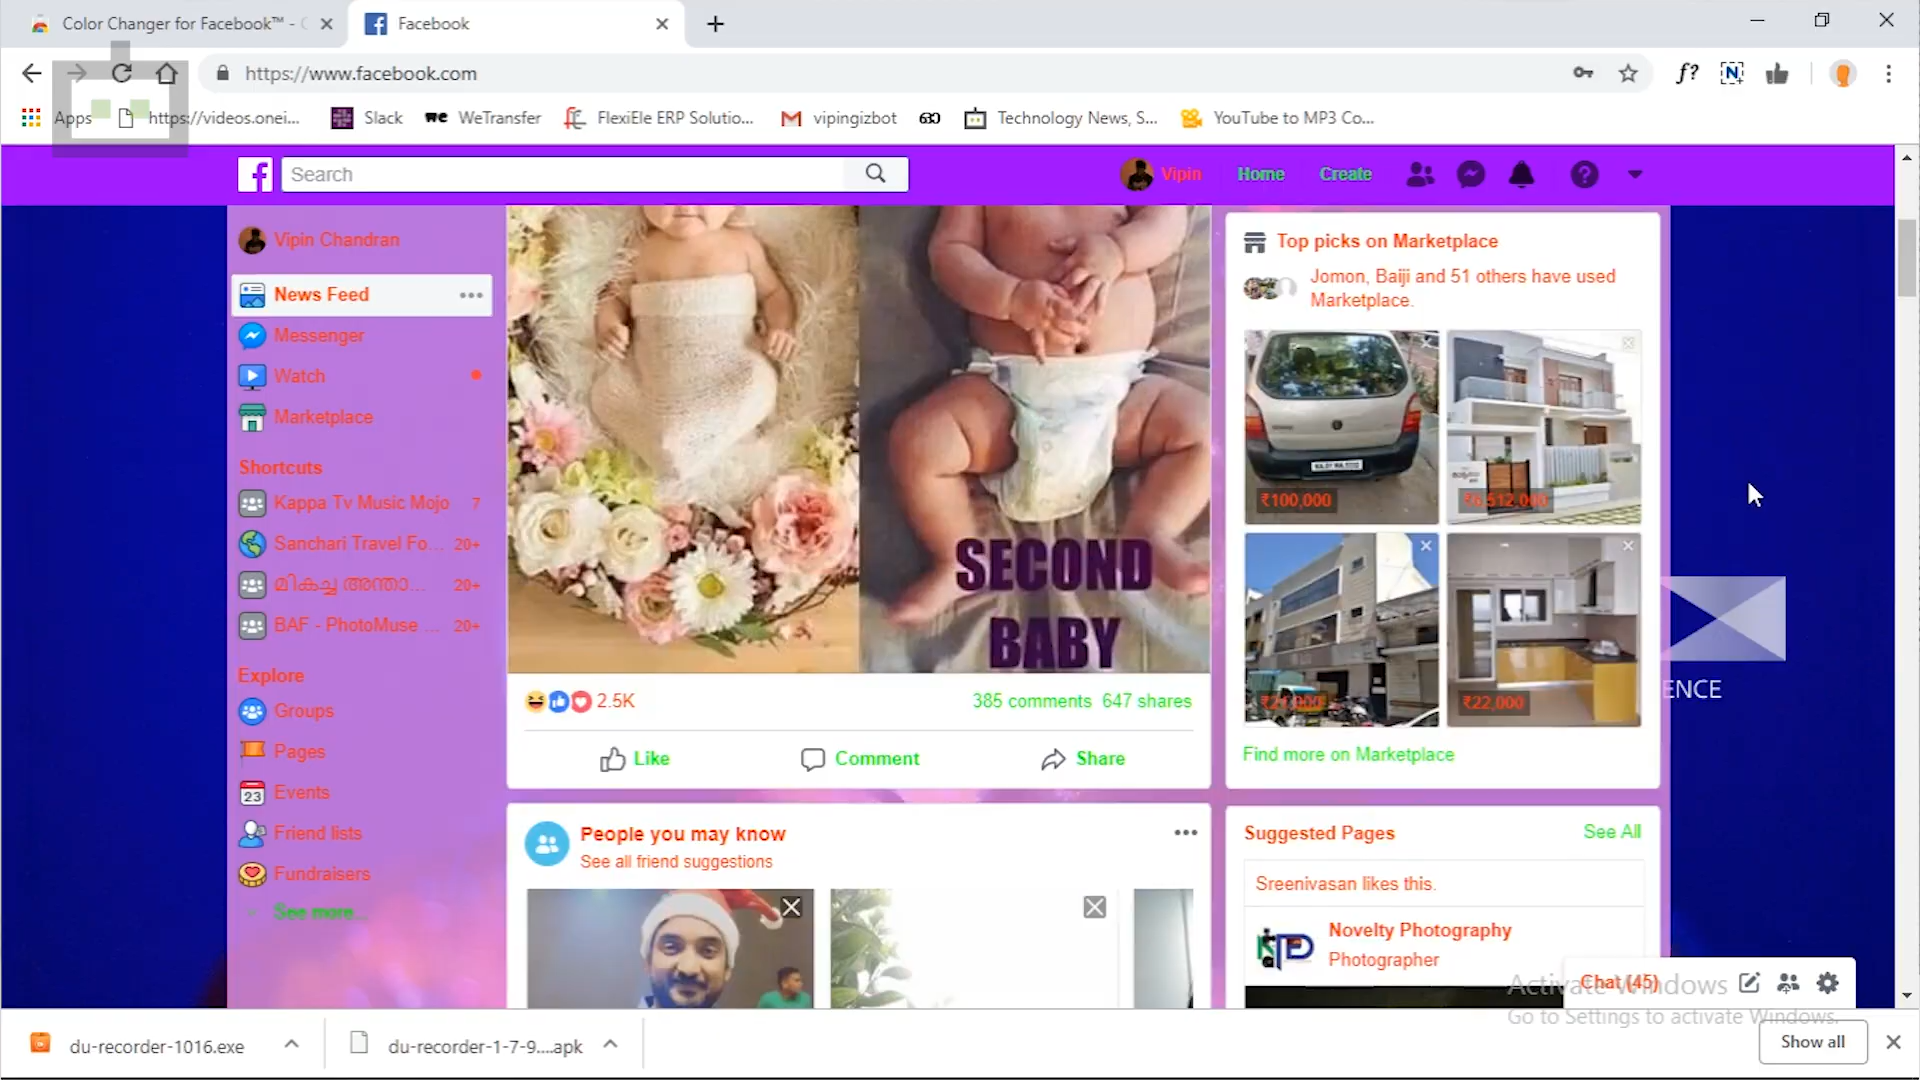 Color Changer for Facebook™ - C
Facebook
https://www.facebook.com
Apps
https://videos.onei...
Slack
WeTransfer
FlexiEle ERP Solutio...
vipingizbot
Technology News, S...
YouTube to MP3 Co...
Search
Vipin
Home
Create
Vipin Chandran
News Feed
Messenger
Watch
Marketplace
Shortcuts
Kappa Tv Music Mojo 7
Sanchari Travel Fo... 20+
മികച്ച അന്താ... 20+
BAF - PhotoMuse ... 20+
Explore
Groups
Pages
23 Events
Friend lists
Fundraisers
See more...
SECOND
BABY
2.5K
385 comments 647 shares
Like
Comment
Share
People you may know
See all friend suggestions
Top picks on Marketplace
Jomon, Baiji and 51 others have used
Marketplace.
₹100,000
₹6,512,000
₹22,000
Find more on Marketplace
Suggested Pages
See All
Sreenivasan likes this.
Novelty Photography
Photographer
ENCE
Chat (45)
Activate Windows
Go to Settings to activate Windows.
du-recorder-1016.exe
du-recorder-1-7-9....apk
Show all